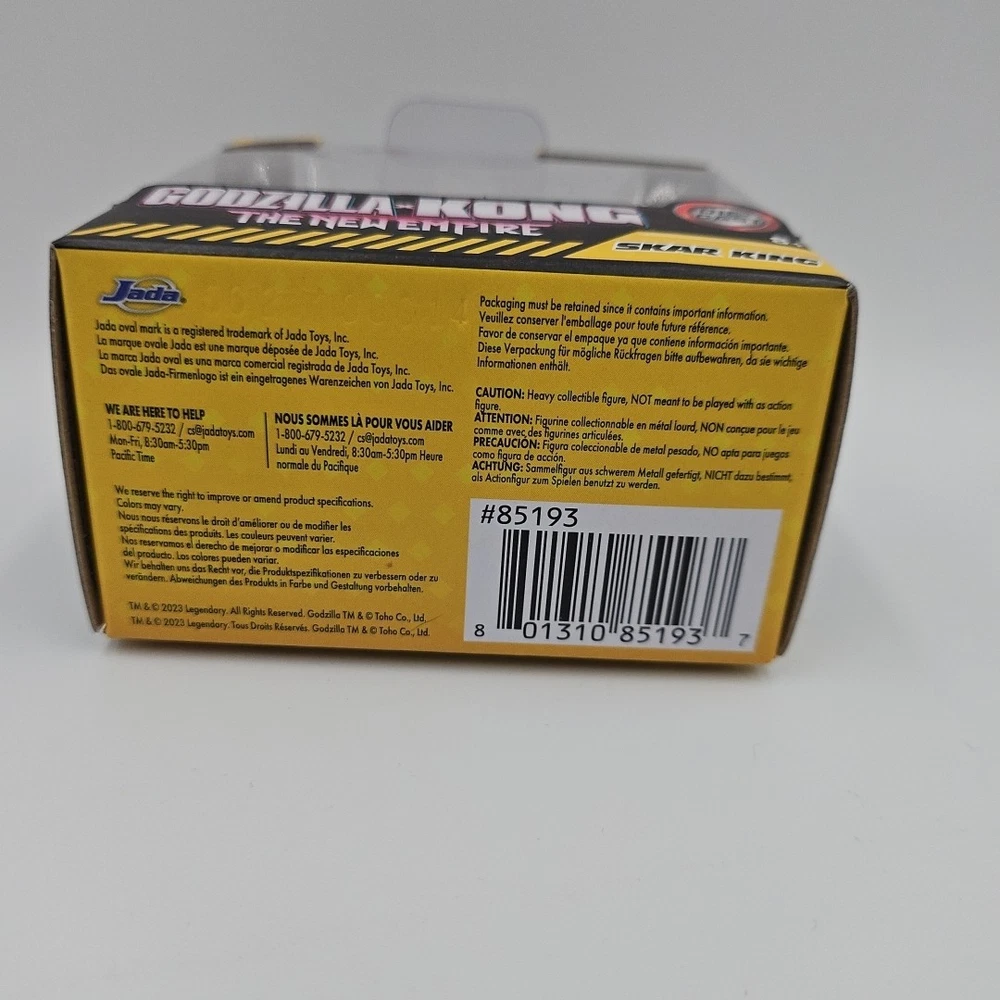 GODZILLA x KONG
THE NEW EMPIRE
SKAR KING
Jada
Jada oval mark is a registered trademark of Jada Toys, Inc.
La marque ovale Jada est une marque déposée de Jada Toys, Inc.
La marca Jada oval es una marca comercial registrada de Jada Toys, Inc.
Das ovale Jada-Firmenlogo ist ein eingetragenes Warenzeichen von Jada Toys, Inc.
WE ARE HERE TO HELP
1-800-679-5232 / cs@jadatoys.com
Mon-Fri, 8:30am-5:30pm
Pacific Time
NOUS SOMMES LÀ POUR VOUS AIDER
1-800-679-5232 / cs@jadatoys.com
Lundi au Vendredi, 8:30am-5:30pm Heure
normale du Pacifique
We reserve the right to improve or amend product specifications.
Colors may vary.
Nous nous réservons le droit d'améliorer ou de modifier les
spécifications des produits. Les couleurs peuvent varier.
Nos reservamos el derecho de mejorar o modificar las especificaciones
del producto. Los colores pueden variar.
Wir behalten uns das Recht vor, die Produktspezifikationen zu verbessern oder zu
verändern. Abweichungen des Produkts in Farbe und Gestaltung vorbehalten.
TM & © 2023 Legendary. All Rights Reserved. Godzilla TM & © Toho Co., Ltd.
TM & © 2023 Legendary. Tous Droits Réservés. Godzilla TM & © Toho Co., Ltd.
Packaging must be retained since it contains important information.
Veuillez conserver l'emballage pour toute future référence.
Favor de conservar el empaque ya que contiene información importante.
Diese Verpackung für mögliche Rückfragen bitte aufbewahren, da sie wichtige
Informationen enthält.
CAUTION: Heavy collectible figure, NOT meant to be played with as action
figure.
ATTENTION: Figurine collectionnable en métal lourd, NON conçue pour le jeu
comme avec des figurines articulées.
PRECAUCIÓN: Figura coleccionable de metal pesado, NO apta para juegos
como figura de acción.
ACHTUNG: Sammelfigur aus schwerem Metall gefertigt, NICHT dazu bestimmt,
als Actionfigur zum Spielen benutzt zu werden.
#85193
8 01310 85193 7